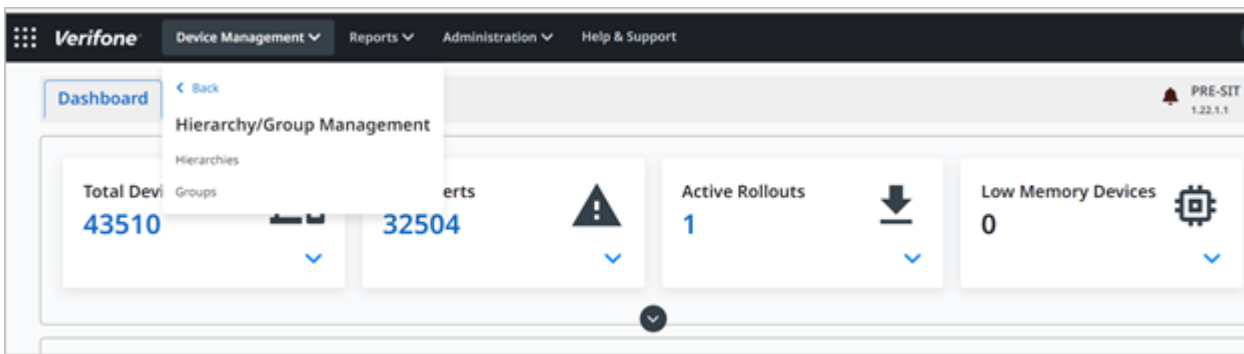 Verifone Device Management Reports Administration Help & Support
Dashboard
Back
PRE-SIT
1.22.1.1
Hierarchy/Group Management
Hierarchies
Groups
Total Devi
43510
erts
32504
Active Rollouts
1
Low Memory Devices
0